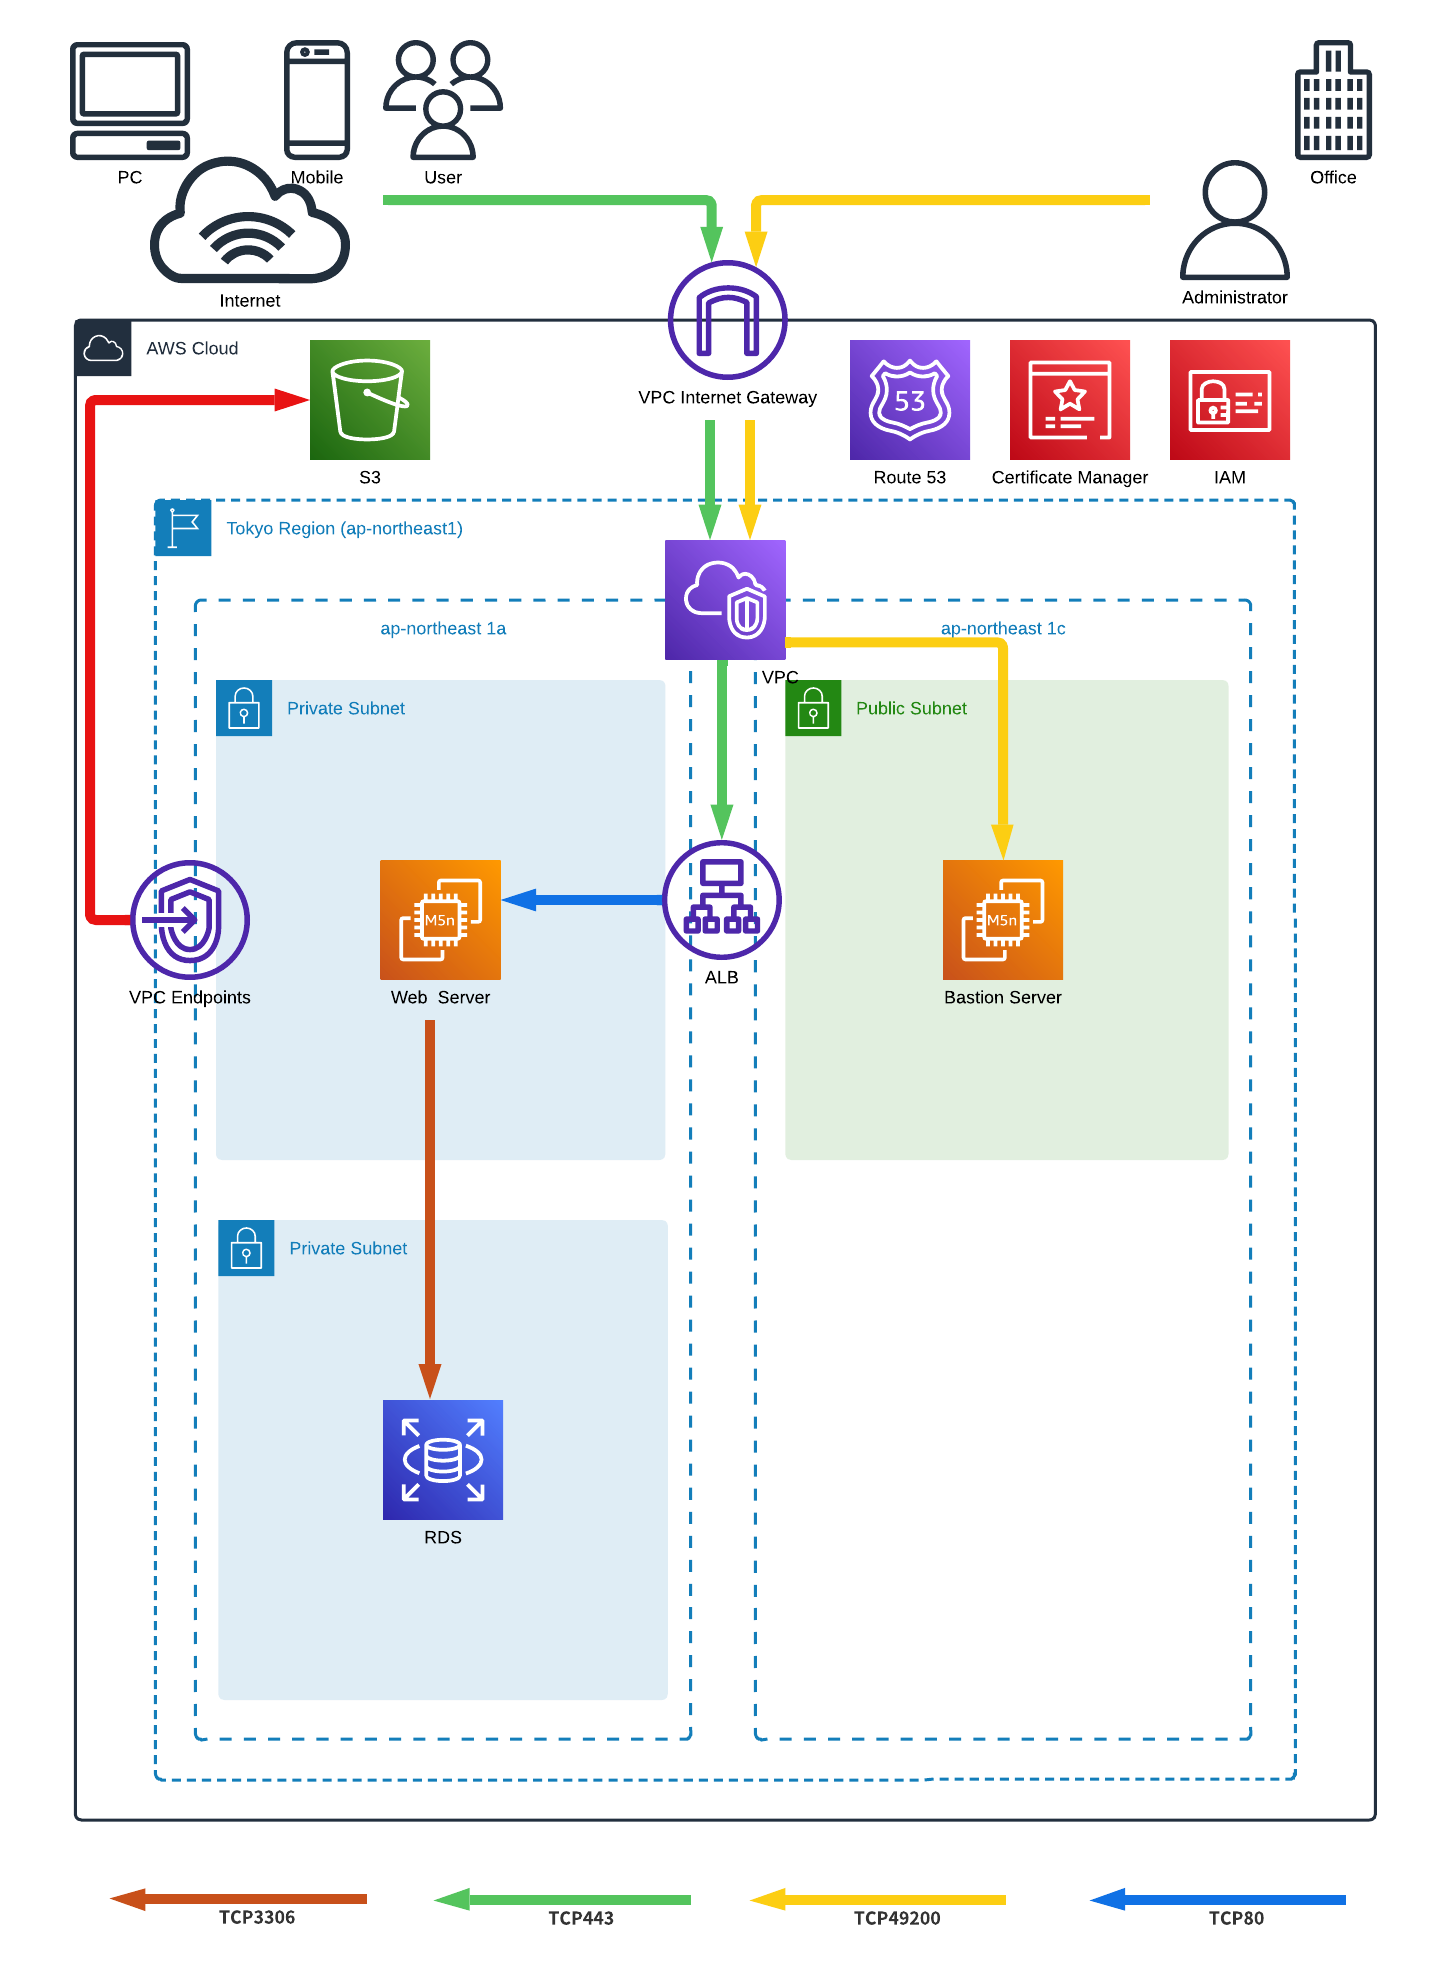 PC
Mobile
User
Office
Internet
Administrator
AWS Cloud
VPC Internet Gateway
53
S3
Route 53
Certificate Manager
IAM
Tokyo Region (ap-northeast1)
ap-northeast 1a
ap-northeast 1c
VPC
Private Subnet
Public Subnet
M5n
M5n
VPC Endpoints
Web Server
ALB
Bastion Server
Private Subnet
RDS
TCP3306
TCP443
TCP49200
TCP80